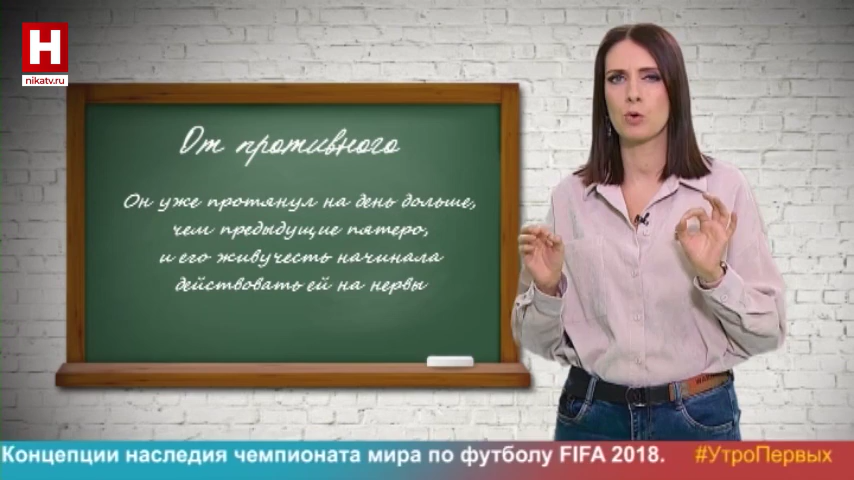 Н
nikatv.ru
От противного
Он уже протянул на день дольше,
чем предыдущие пятеро,
и его живучесть начинала
действовать ей на нервы
Концепции наследия чемпионата мира по футболу FIFA 2018. #УтроПервых